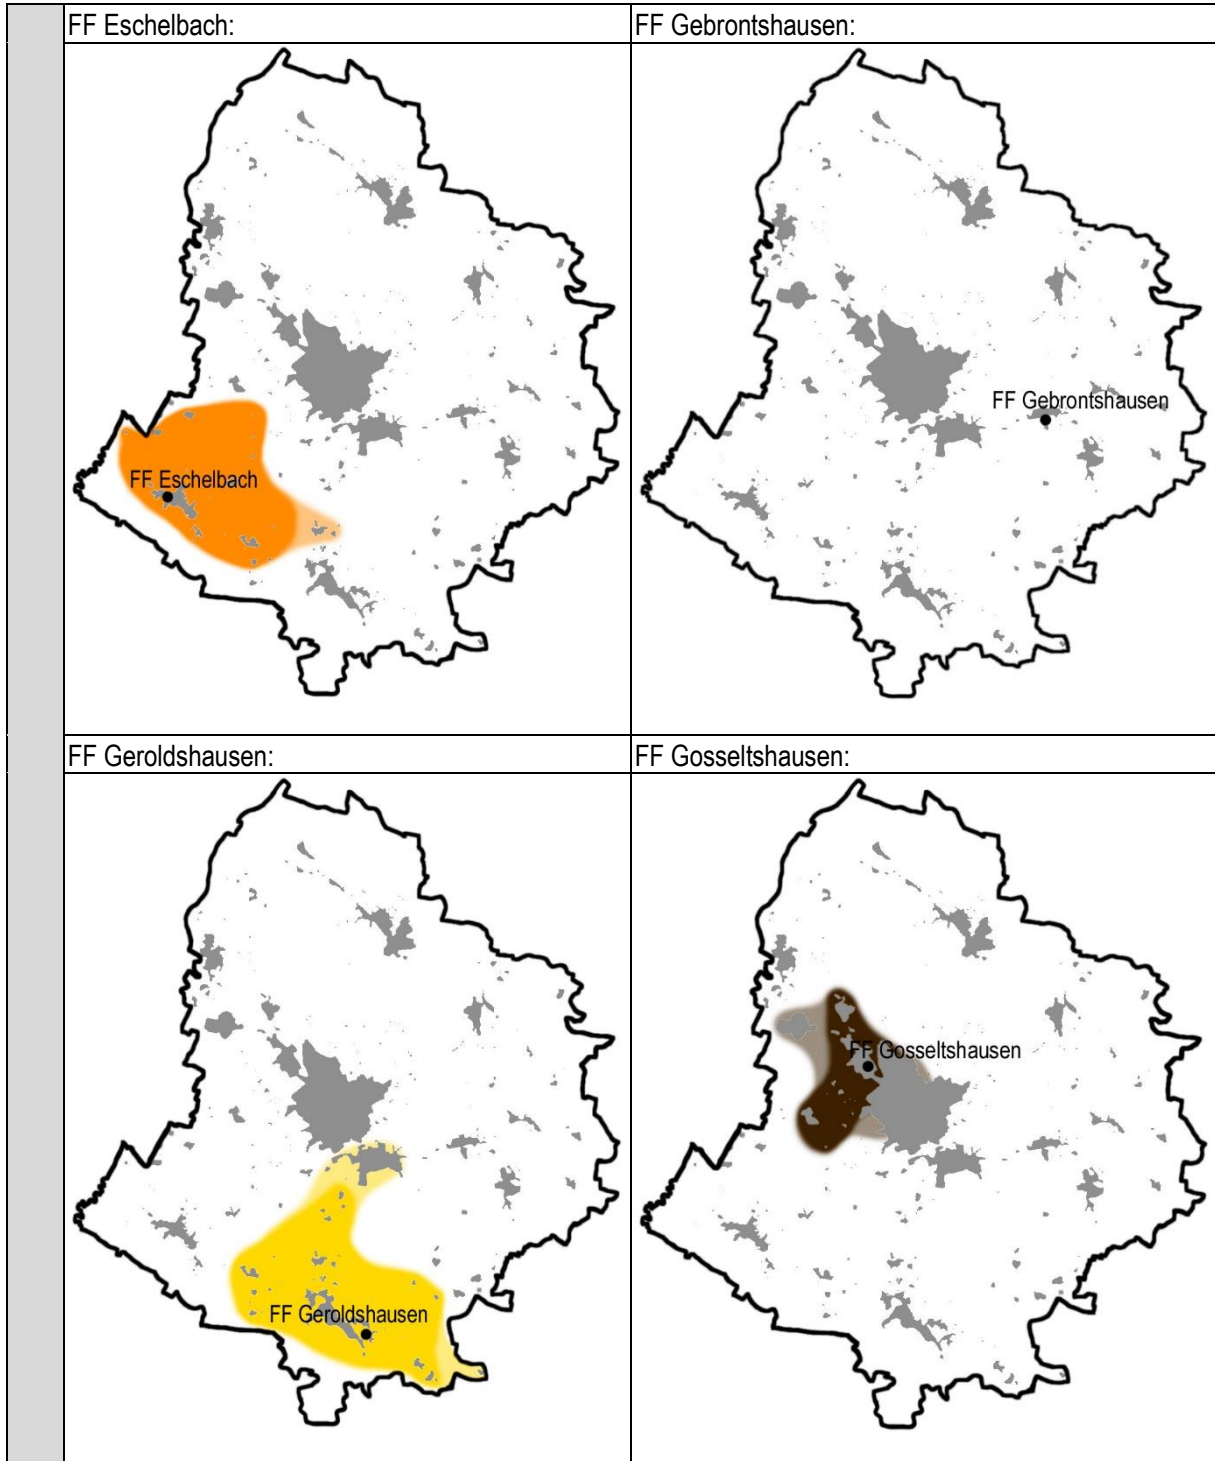 FF Eschelbach:
FF Gebrontshausen:
FF Eschelbach
FF Gebrontshausen
FF Geroldshausen:
FF Gosseltshausen:
FF Geroldshausen
FF Gosseltshausen